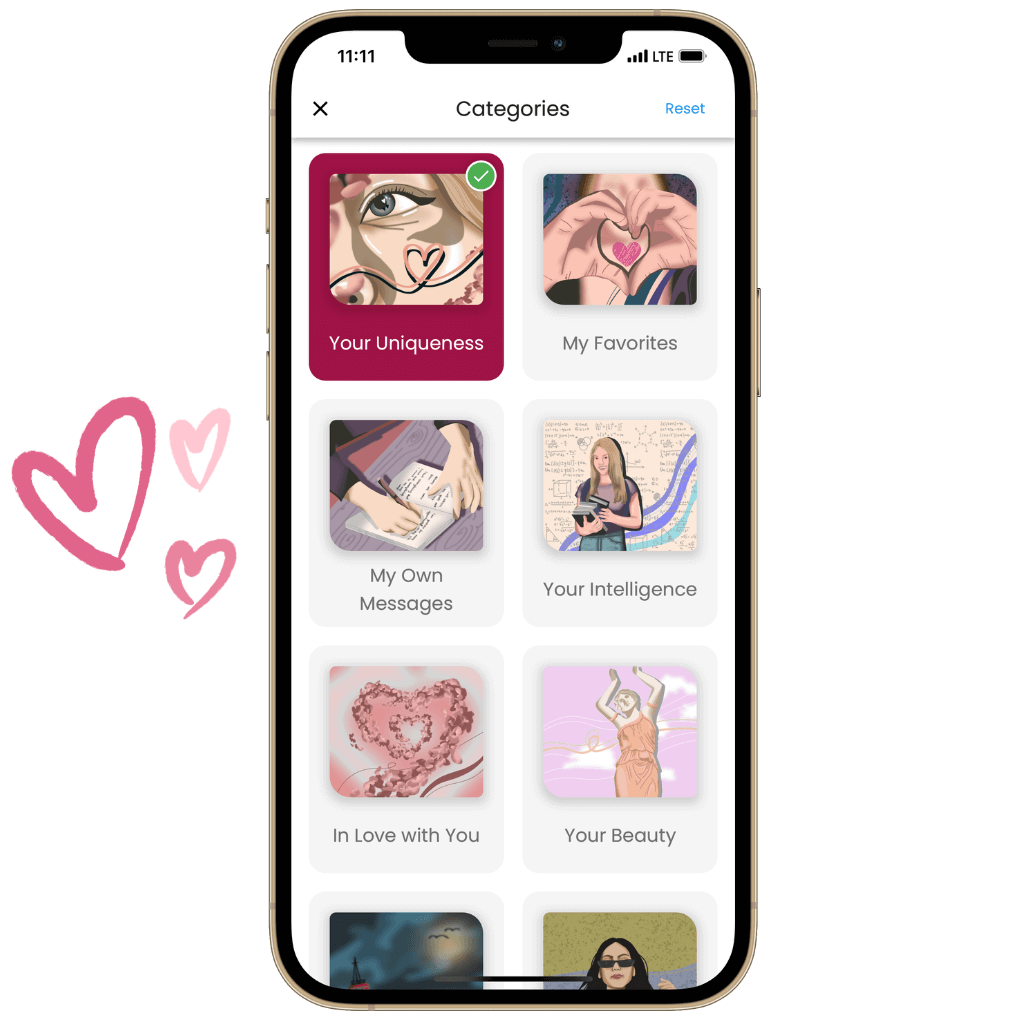 11:11
LTE
Categories
Reset
Your Uniqueness
My Favorites
My Own
Messages
Your Intelligence
In Love with You
Your Beauty